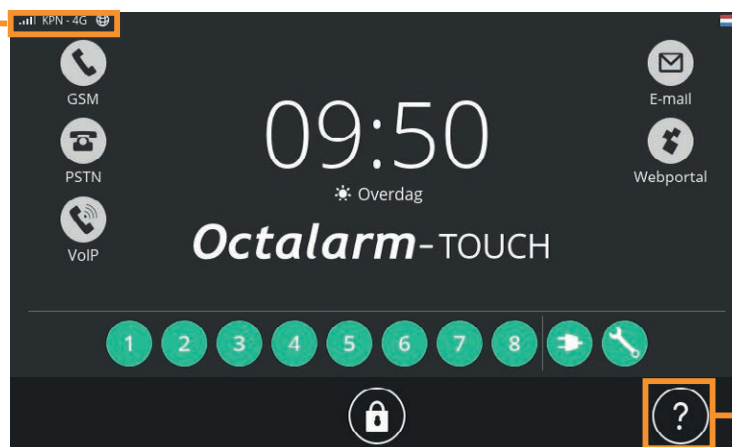 KPN - 4G
GSM
PSTN
VoIP
09:50
Overdag
Octalarm-TOUCH
E-mail
Webportal
1 2 3 4 5 6 7 8
?